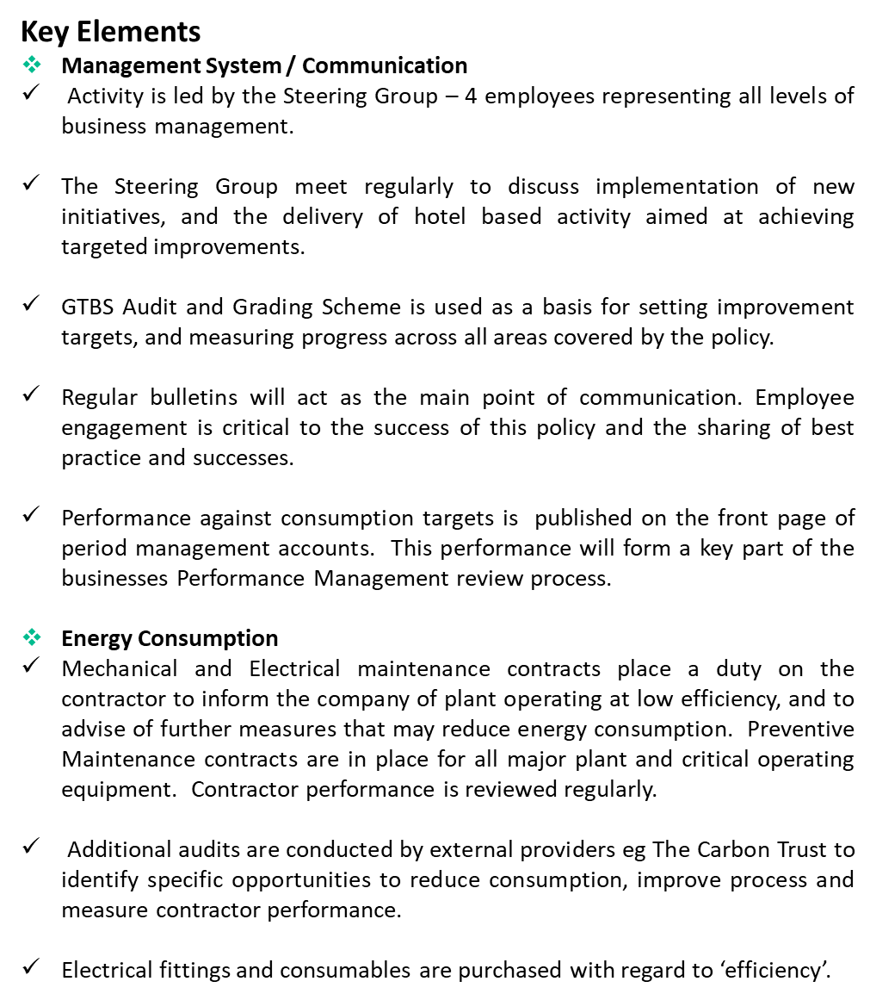 Key Elements
❖ Management System / Communication
✓ Activity is led by the Steering Group – 4 employees representing all levels of
business management.
✓ The Steering Group meet regularly to discuss implementation of new
initiatives, and the delivery of hotel based activity aimed at achieving
targeted improvements.
✓ GTBS Audit and Grading Scheme is used as a basis for setting improvement
targets, and measuring progress across all areas covered by the policy.
✓ Regular bulletins will act as the main point of communication. Employee
engagement is critical to the success of this policy and the sharing of best
practice and successes.
✓ Performance against consumption targets is  published on the front page of
period management accounts.  This performance will form a key part of the
businesses Performance Management review process.
❖ Energy Consumption
✓ Mechanical and Electrical maintenance contracts place a duty on the
contractor to inform the company of plant operating at low efficiency, and to
advise of further measures that may reduce energy consumption.  Preventive
Maintenance contracts are in place for all major plant and critical operating
equipment.  Contractor performance is reviewed regularly.
✓ Additional audits are conducted by external providers eg The Carbon Trust to
identify specific opportunities to reduce consumption, improve process and
measure contractor performance.
✓ Electrical fittings and consumables are purchased with regard to ‘efficiency’.